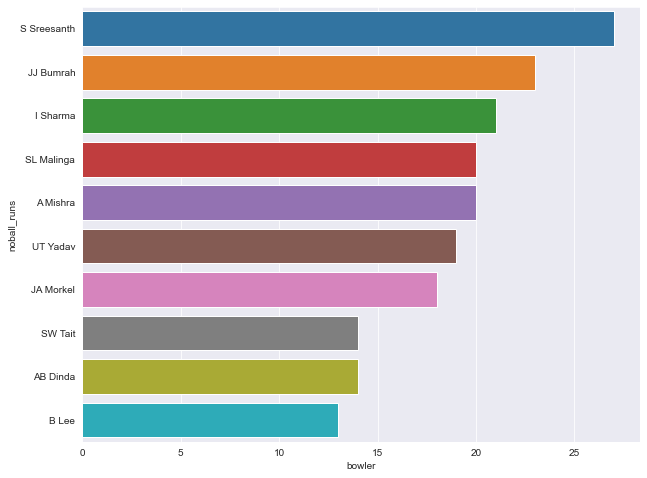 S Sreesanth
JJ Bumrah
I Sharma
SL Malinga
A Mishra
UT Yadav
JA Morkel
SW Tait
AB Dinda
B Lee
noball_runs
0 5 10 15 20 25
bowler